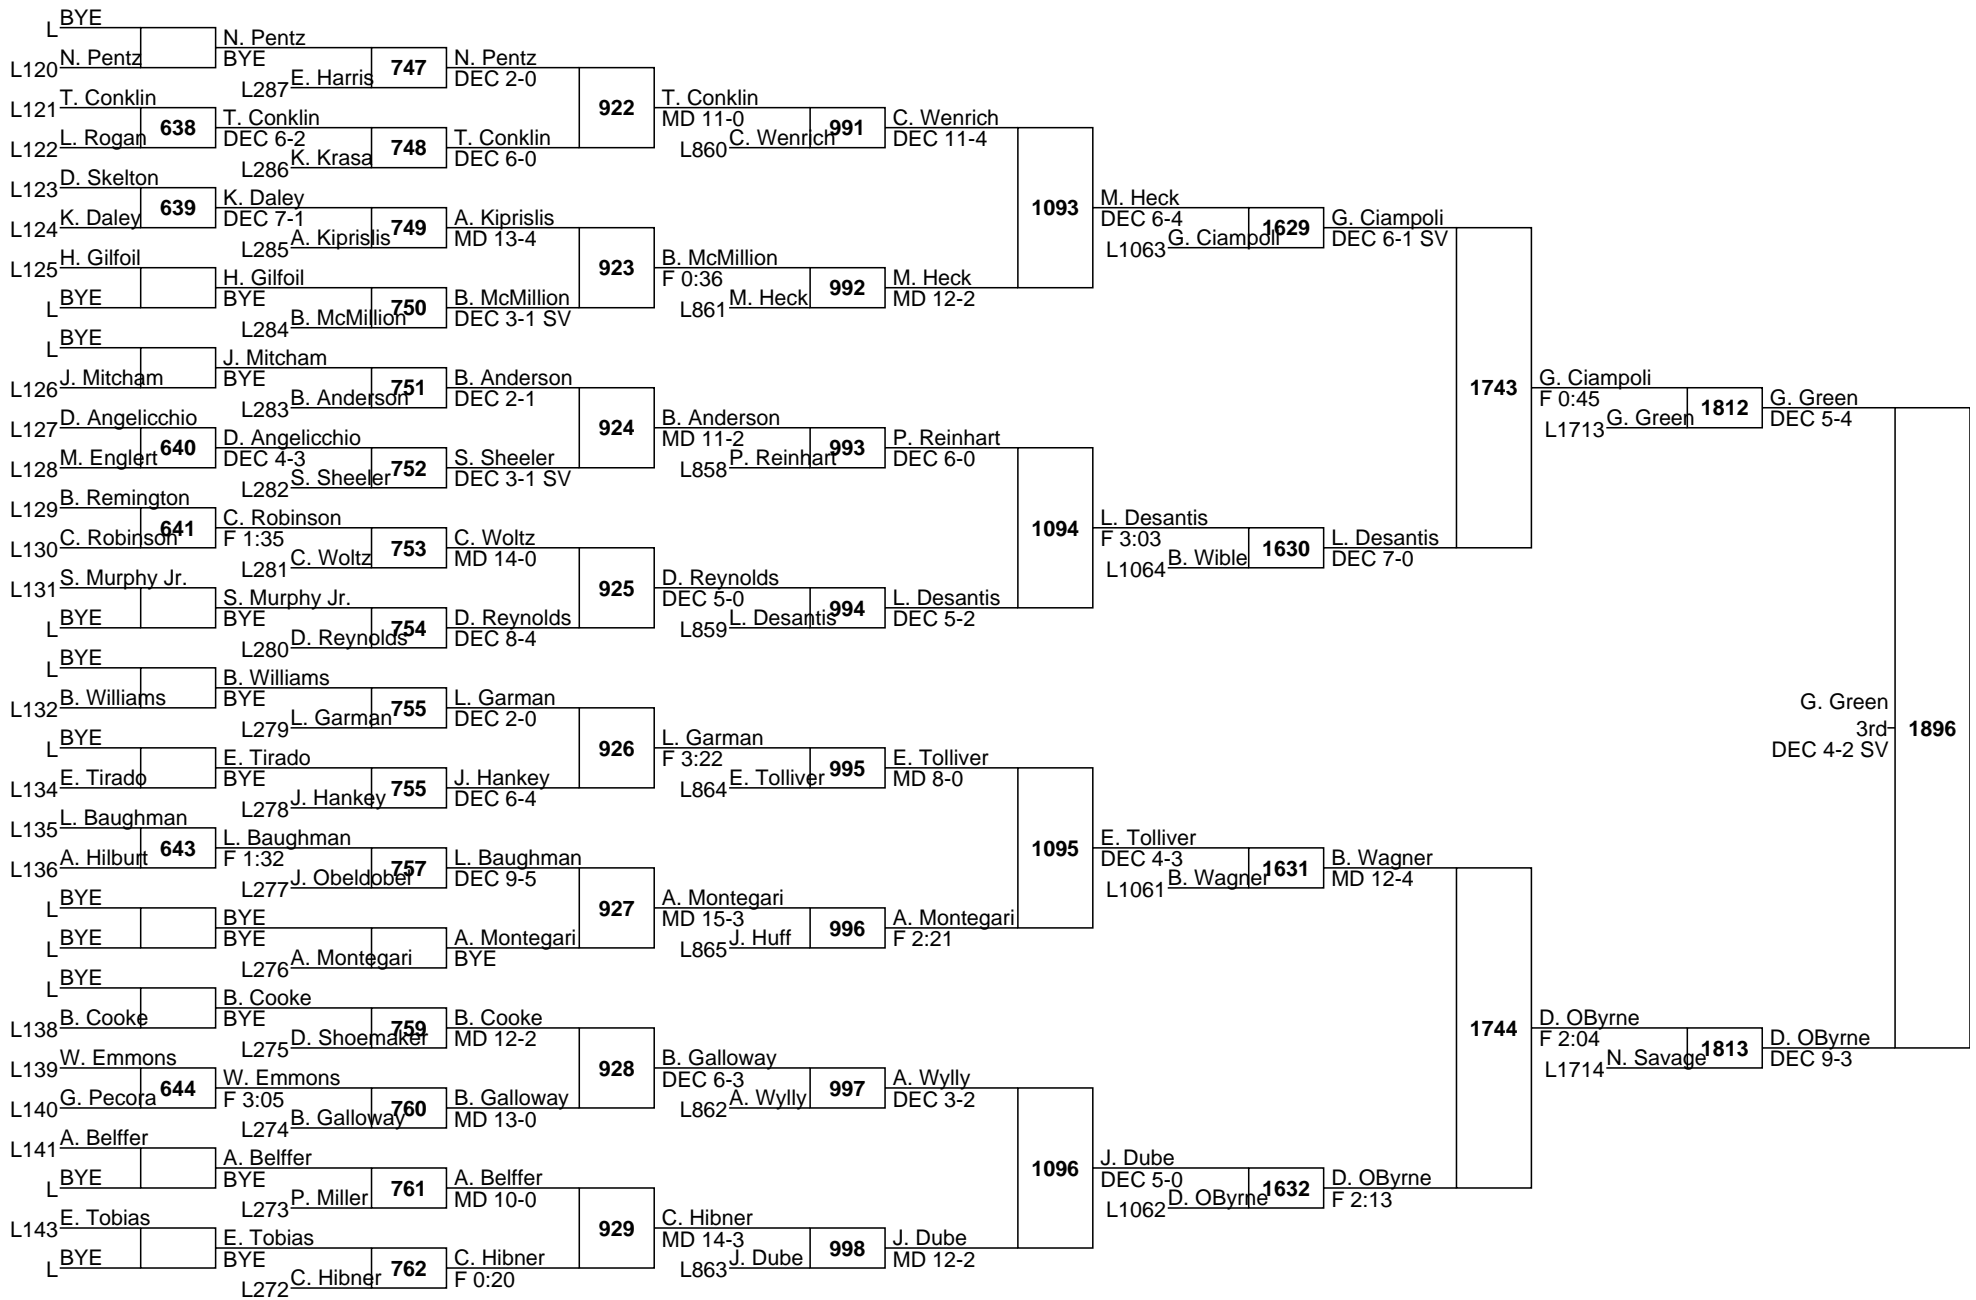 BYE
L
L120 N. Pentz
N. Pentz
BYE
L287 E. Harris
747
N. Pentz
DEC 2-0
L121 T. Conklin
638
L122 L. Rogan
T. Conklin
DEC 6-2
L286 K. Krasa
748
T. Conklin
DEC 6-0
922
T. Conklin
MD 11-0
L860 C. Wenrich
991
C. Wenrich
DEC 11-4
L123 D. Skelton
639
L124 K. Daley
K. Daley
DEC 7-1
L285 A. Kiprislis
749
A. Kiprislis
MD 13-4
L125 H. Gilfoil
BYE
L
H. Gilfoil
BYE
L284 B. McMillion
750
B. McMillion
DEC 3-1 SV
923
B. McMillion
F 0:36
L861 M. Heck
992
M. Heck
MD 12-2
1093
M. Heck
DEC 6-4
L1063 G. Ciampoli
1629
G. Ciampoli
DEC 6-1 SV
BYE
L
L126 J. Mitcham
J. Mitcham
BYE
L283 B. Anderson
751
B. Anderson
DEC 2-1
L127 D. Angelicchio
640
L128 M. Englert
D. Angelicchio
DEC 4-3
L282 S. Sheeler
752
S. Sheeler
DEC 3-1 SV
924
B. Anderson
MD 11-2
L858 P. Reinhart
993
P. Reinhart
DEC 6-0
L129 B. Remington
641
L130 C. Robinson
C. Robinson
F 1:35
L281 C. Woltz
753
C. Woltz
MD 14-0
L131 S. Murphy Jr.
BYE
L
S. Murphy Jr.
BYE
L280 D. Reynolds
754
D. Reynolds
DEC 8-4
925
D. Reynolds
DEC 5-0
L859 L. Desantis
994
L. Desantis
DEC 5-2
1094
L. Desantis
F 3:03
L1064 B. Wible
1630
L. Desantis
DEC 7-0
1743
G. Ciampoli
F 0:45
L1713 G. Green
1812
G. Green
DEC 5-4
BYE
L
L132 B. Williams
B. Williams
BYE
L279 L. Garman
755
L. Garman
DEC 2-0
BYE
L
L134 E. Tirado
E. Tirado
BYE
L278 J. Hankey
755
J. Hankey
DEC 6-4
926
L. Garman
F 3:22
L864 E. Tolliver
995
E. Tolliver
MD 8-0
L135 L. Baughman
643
L136 A. Hilburt
L. Baughman
F 1:32
L277 J. Obeldobel
757
L. Baughman
DEC 9-5
BYE
L
BYE
L
BYE
BYE
L276 A. Montegari
A. Montegari
BYE
927
A. Montegari
MD 15-3
L865 J. Huff
996
A. Montegari
F 2:21
1095
E. Tolliver
DEC 4-3
L1061 B. Wagner
1631
B. Wagner
MD 12-4
BYE
L
L138 B. Cooke
B. Cooke
BYE
L275 D. Shoemaker
759
B. Cooke
MD 12-2
L139 W. Emmons
644
L140 G. Pecora
W. Emmons
F 3:05
L274 B. Galloway
760
B. Galloway
MD 13-0
928
B. Galloway
DEC 6-3
L862 A. Wylly
997
A. Wylly
DEC 3-2
L141 A. Belffer
BYE
L
A. Belffer
BYE
L273 P. Miller
761
A. Belffer
MD 10-0
L143 E. Tobias
BYE
L
E. Tobias
BYE
L272 C. Hibner
762
C. Hibner
F 0:20
929
C. Hibner
MD 14-3
L863 J. Dube
998
J. Dube
MD 12-2
1096
J. Dube
DEC 5-0
L1062 D. OByrne
1632
D. OByrne
F 2:13
1744
D. OByrne
F 2:04
L1714 N. Savage
1813
D. OByrne
DEC 9-3
G. Green
3rd
DEC 4-2 SV
1896